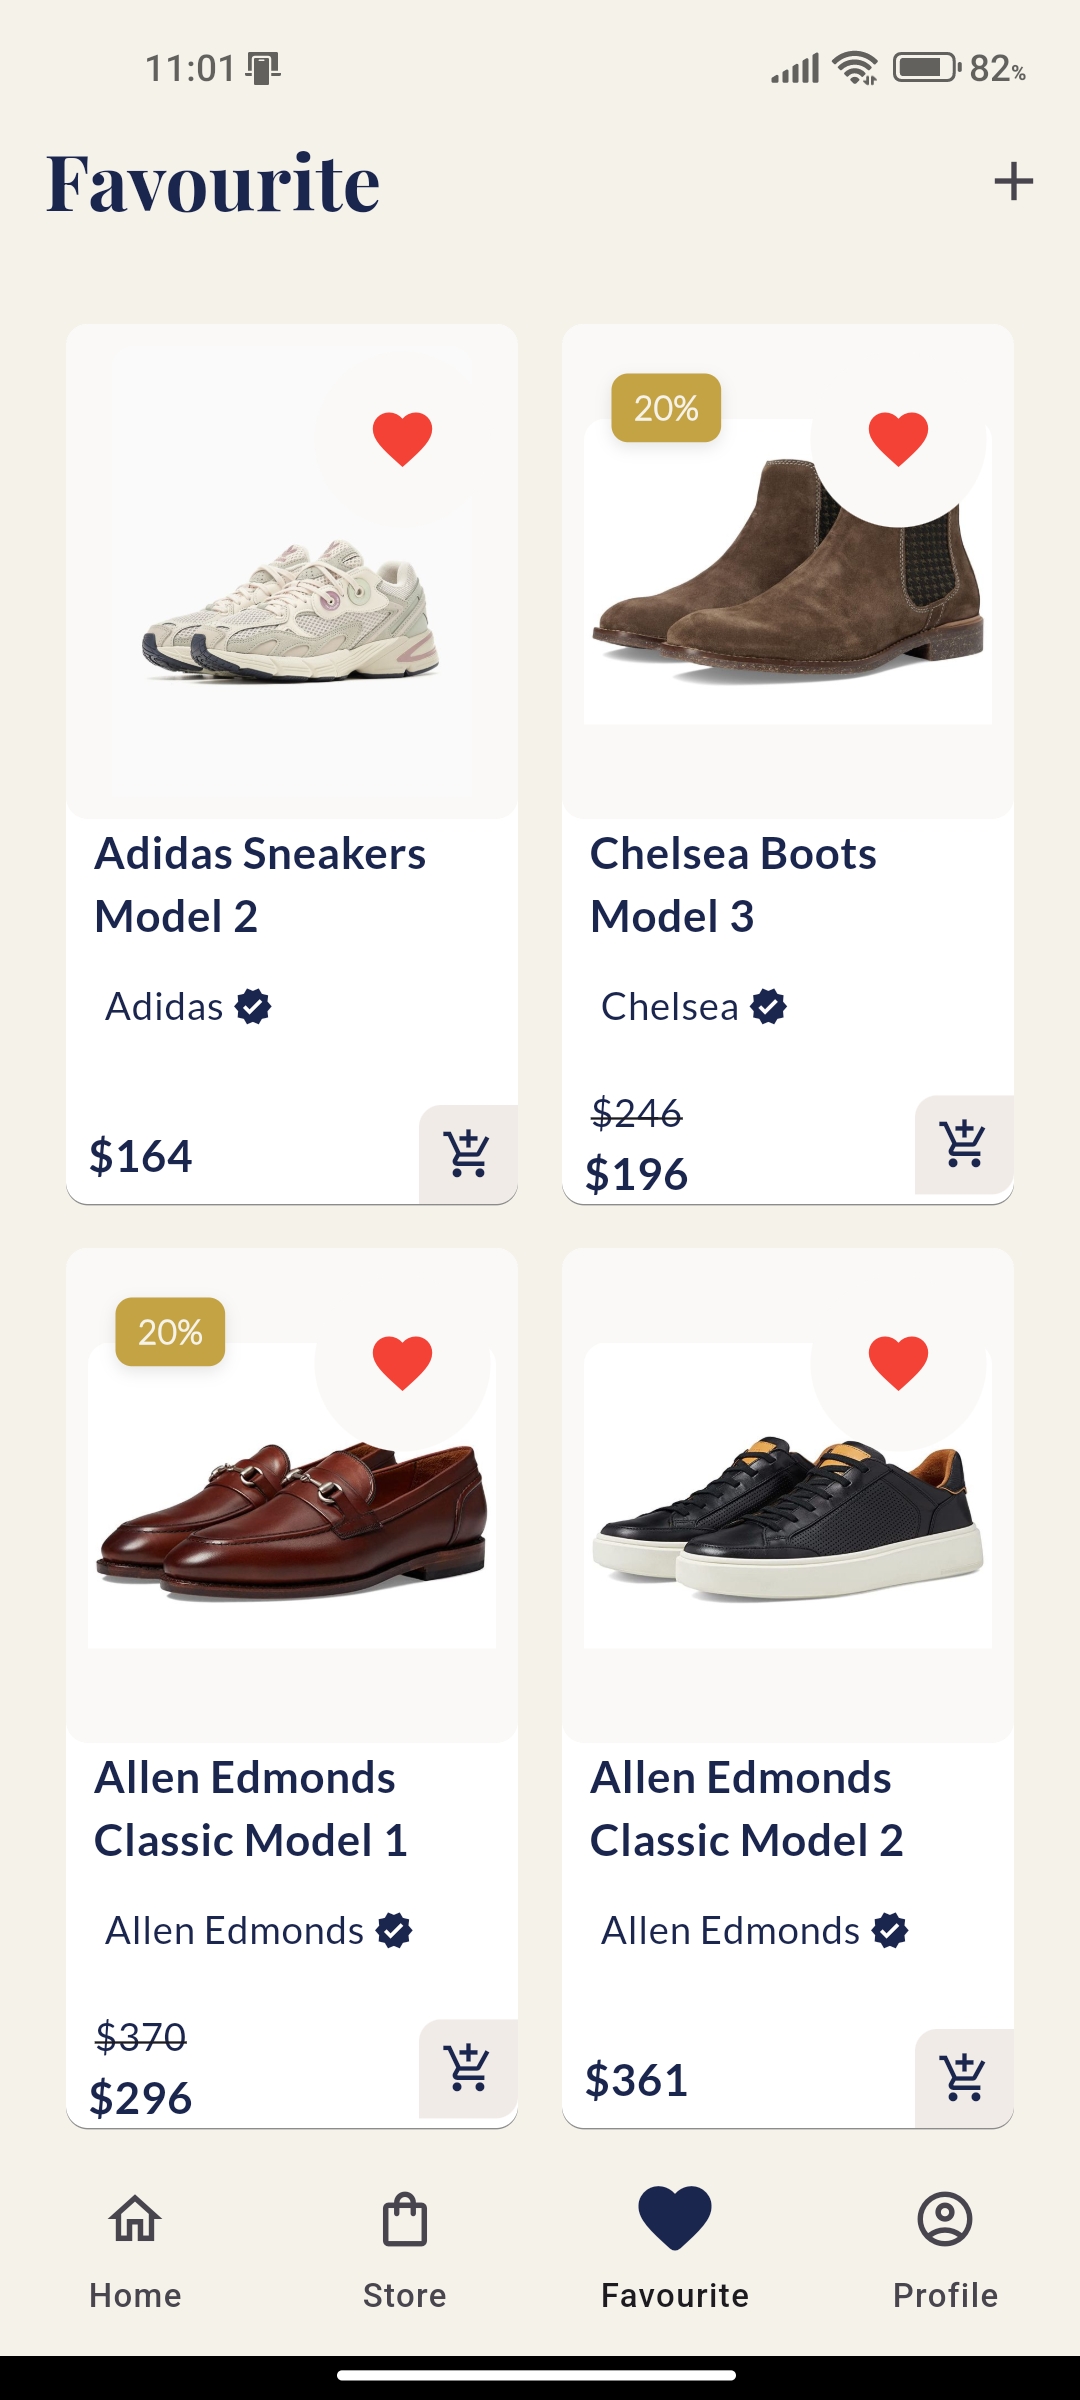 11:01
82%
Favourite
20%
Adidas Sneakers
Model 2
Adidas
$164
Chelsea Boots
Model 3
Chelsea
$246
$196
20%
Allen Edmonds
Classic Model 1
Allen Edmonds
$370
$296
Allen Edmonds
Classic Model 2
Allen Edmonds
$361
Home
Store
Favourite
Profile